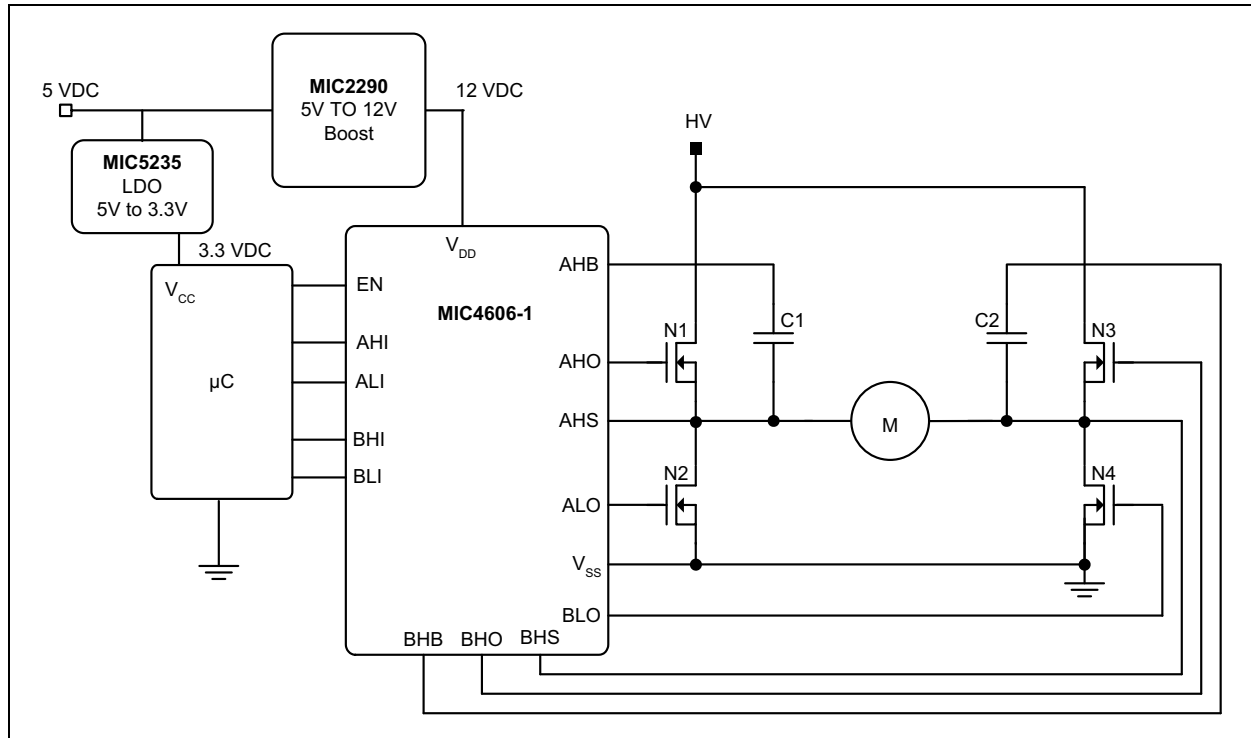 5 VDC
MIC2290
5V TO 12V
Boost
12 VDC
HV
MIC5235
LDO
5V to 3.3V
3.3 VDC
VCC
µC
VDD
MIC4606-1
EN
AHI
ALI
BHI
BLI
AHB
AHO
AHS
ALO
VSS
BLO
BHB
BHO
BHS
N1
C1
C2
N3
M
N2
N4